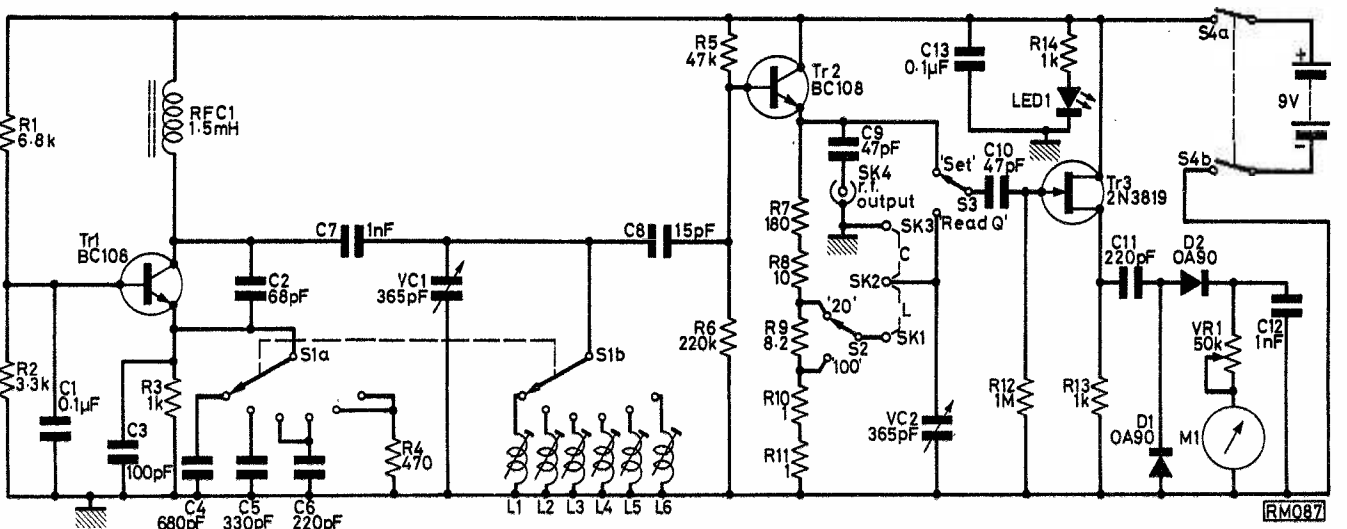 R1
6.8k
R2
3.3k
C1
0.1µF
Tr1
BC108
RFC1
1.5mH
C3
100pF
R3
1k
C2
68pF
S1a
C4
680pF
C5
330pF
C6
220pF
R4
470
C7
1nF
VC1
365pF
S1b
L1
L2
L3
L4
L5
L6
C8
15pF
R5
47k
R6
220k
Tr2
BC108
R7
180
R8
10
R9
8.2
R10
1
R11
1
'20'
'100'
S2
C9
47pF
SK4
r.f.
output
SK3
C
SK2
L
SK1
'Set'
S3
'Read Q'
VC2
365pF
C10
47pF
C13
0.1µF
R14
1k
LED1
Tr3
2N3819
R12
1M
R13
1k
C11
220pF
D2
OA90
D1
OA90
VR1
50k
M1
C12
1nF
S4a
S4b
+
9V
-
RM087